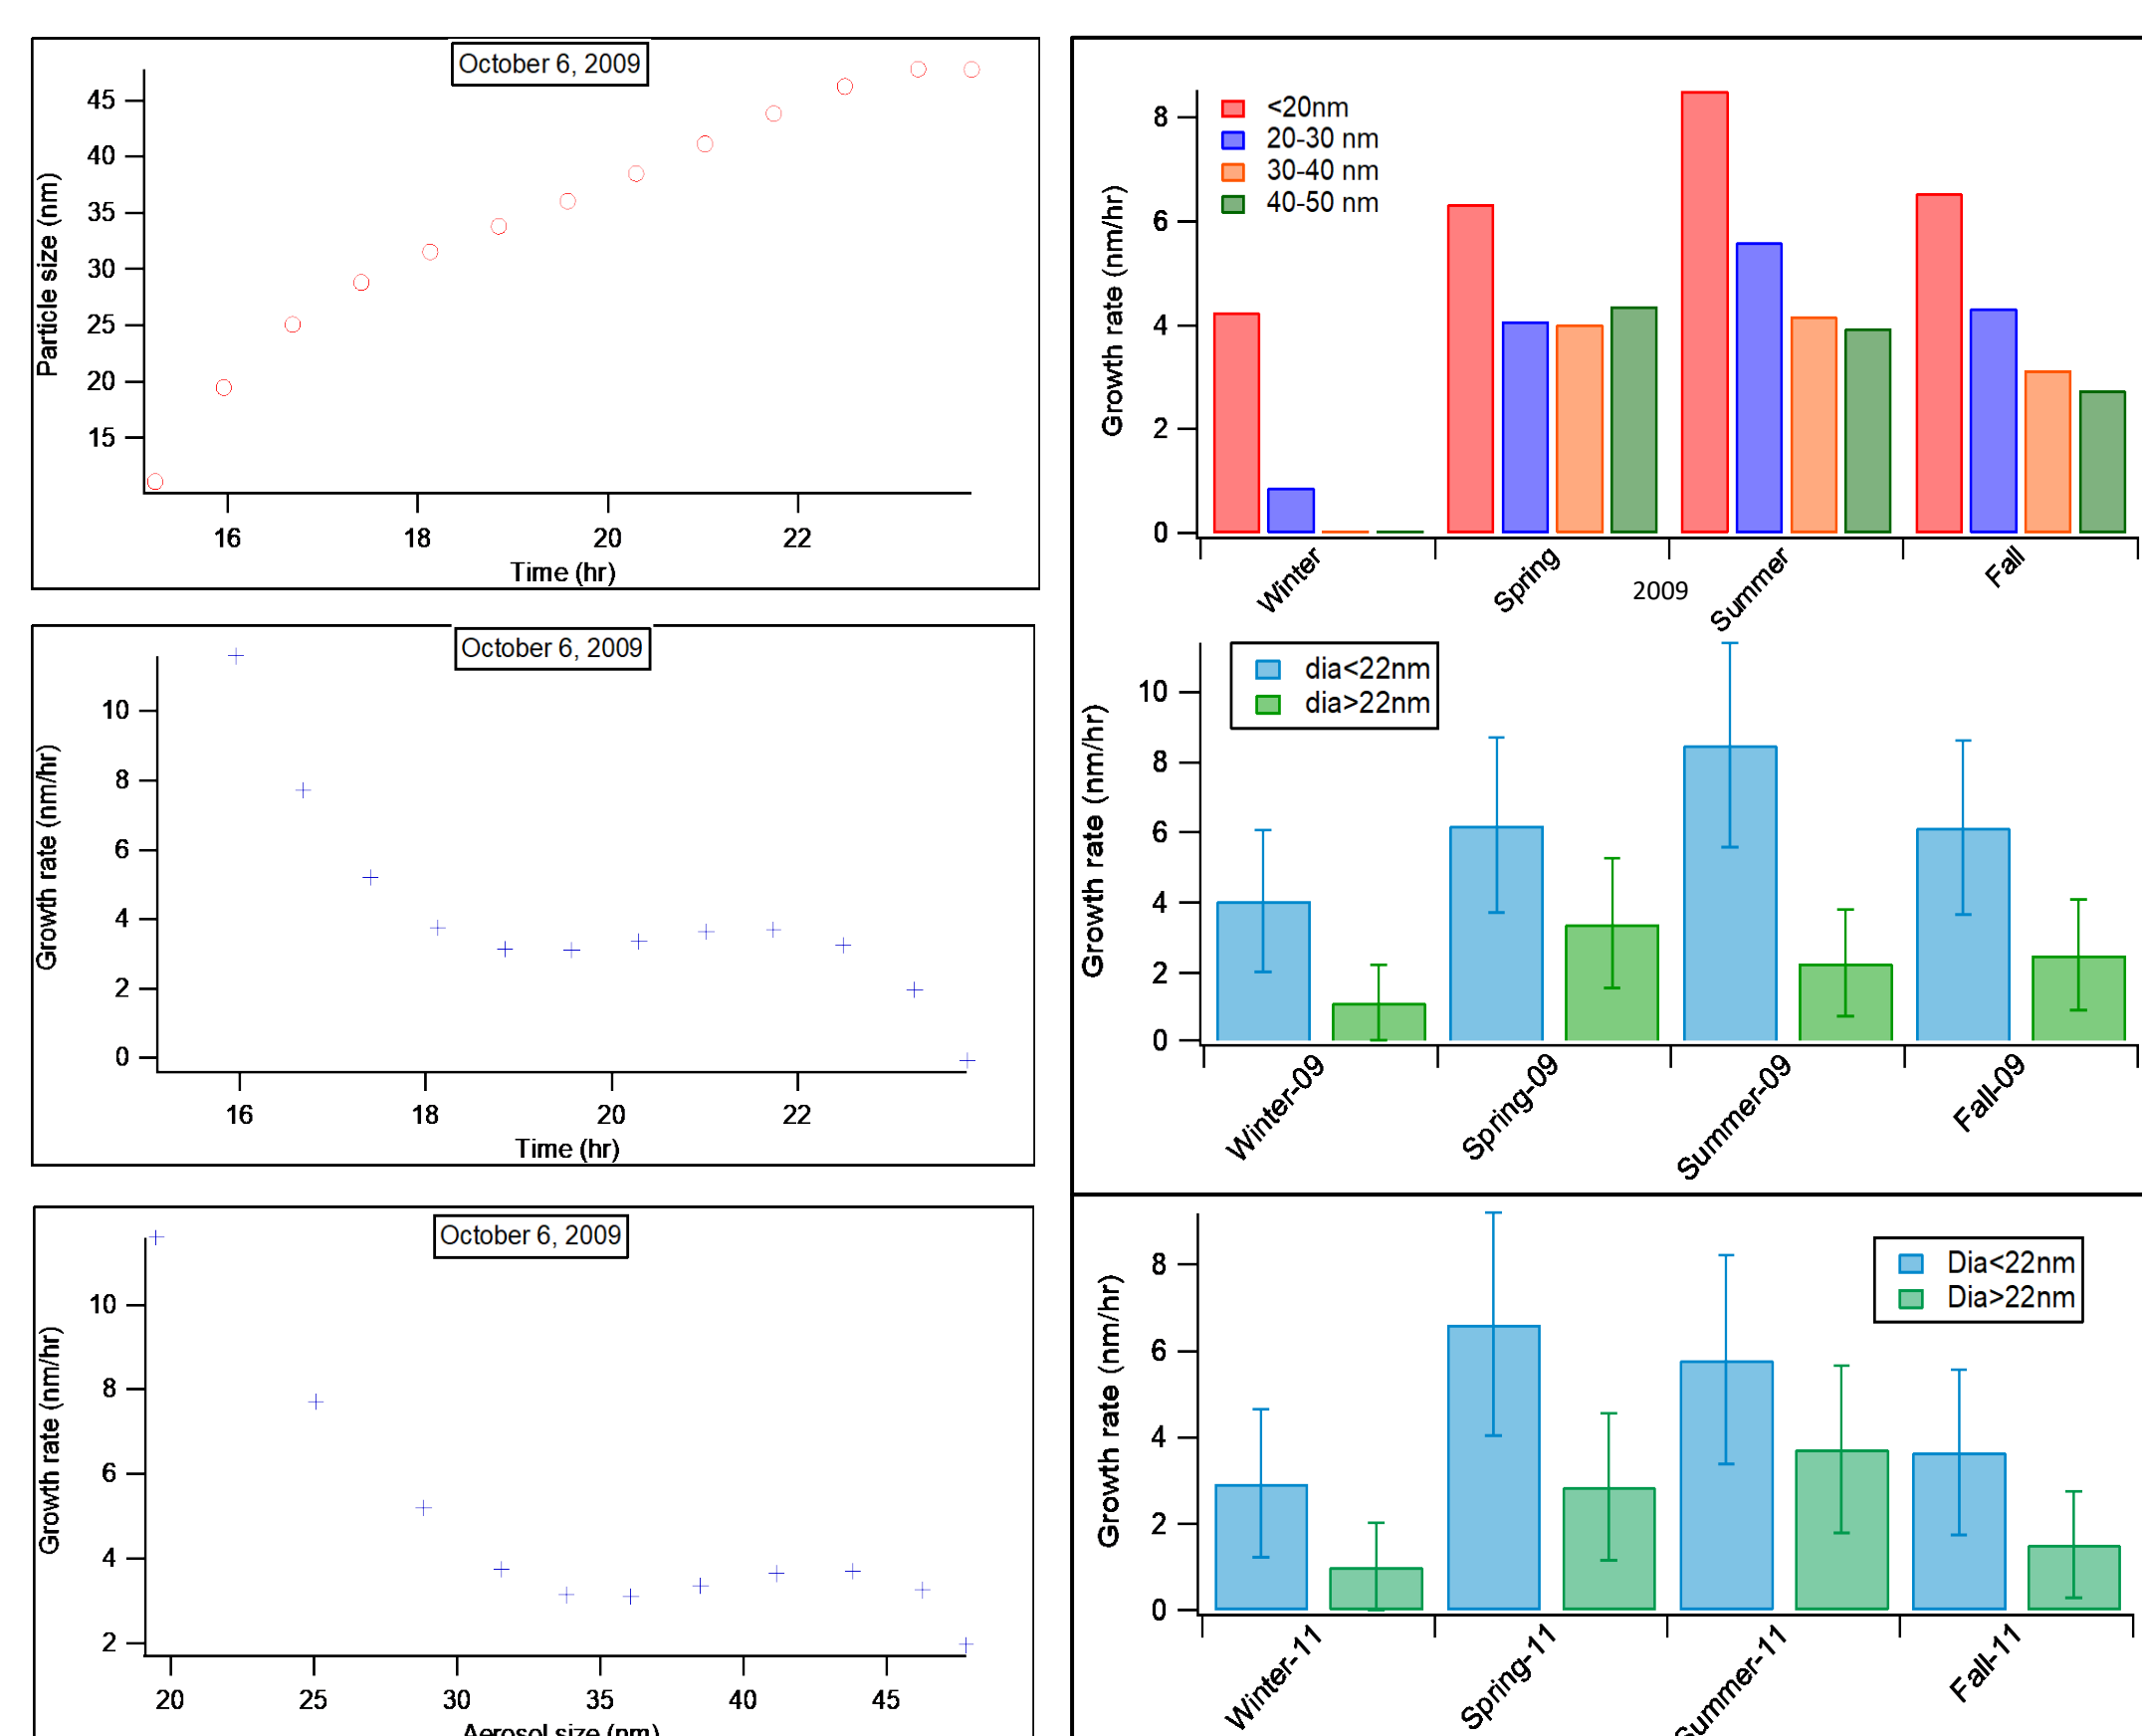 October 6, 2009
45
40
35
30
25
20
15
Particle size (nm)
16 18 20 22
Time (hr)
October 6, 2009
10
8
6
4
2
0
Growth rate (nm/hr)
16 18 20 22
Time (hr)
October 6, 2009
10
8
6
4
2
Growth rate (nm/hr)
20 25 30 35 40 45
Aerosol size (nm)
<20nm
20-30 nm
30-40 nm
40-50 nm
8
6
4
2
0
Growth rate (nm/hr)
Winter Spring Summer Fall
2009
dia<22nm
dia>22nm
10
8
6
4
2
0
Growth rate (nm/hr)
Winter-09 Spring-09 Summer-09 Fall-09
Dia<22nm
Dia>22nm
8
6
4
2
0
Growth rate (nm/hr)
Winter-11 Spring-11 Summer-11 Fall-11